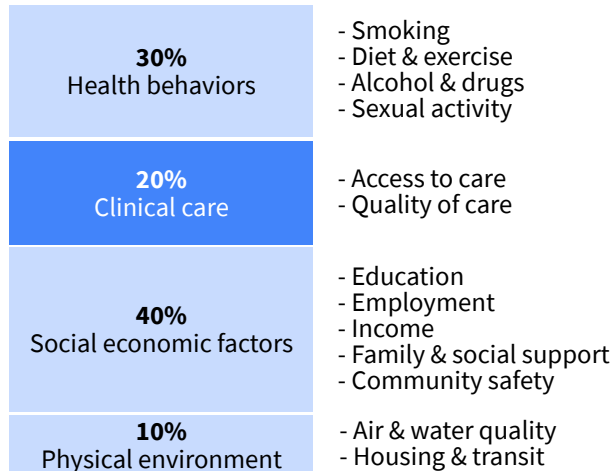 30%
Health behaviors
- Smoking
- Diet & exercise
- Alcohol & drugs
- Sexual activity
20%
Clinical care
- Access to care
- Quality of care
40%
Social economic factors
- Education
- Employment
- Income
- Family & social support
- Community safety
10%
Physical environment
- Air & water quality
- Housing & transit